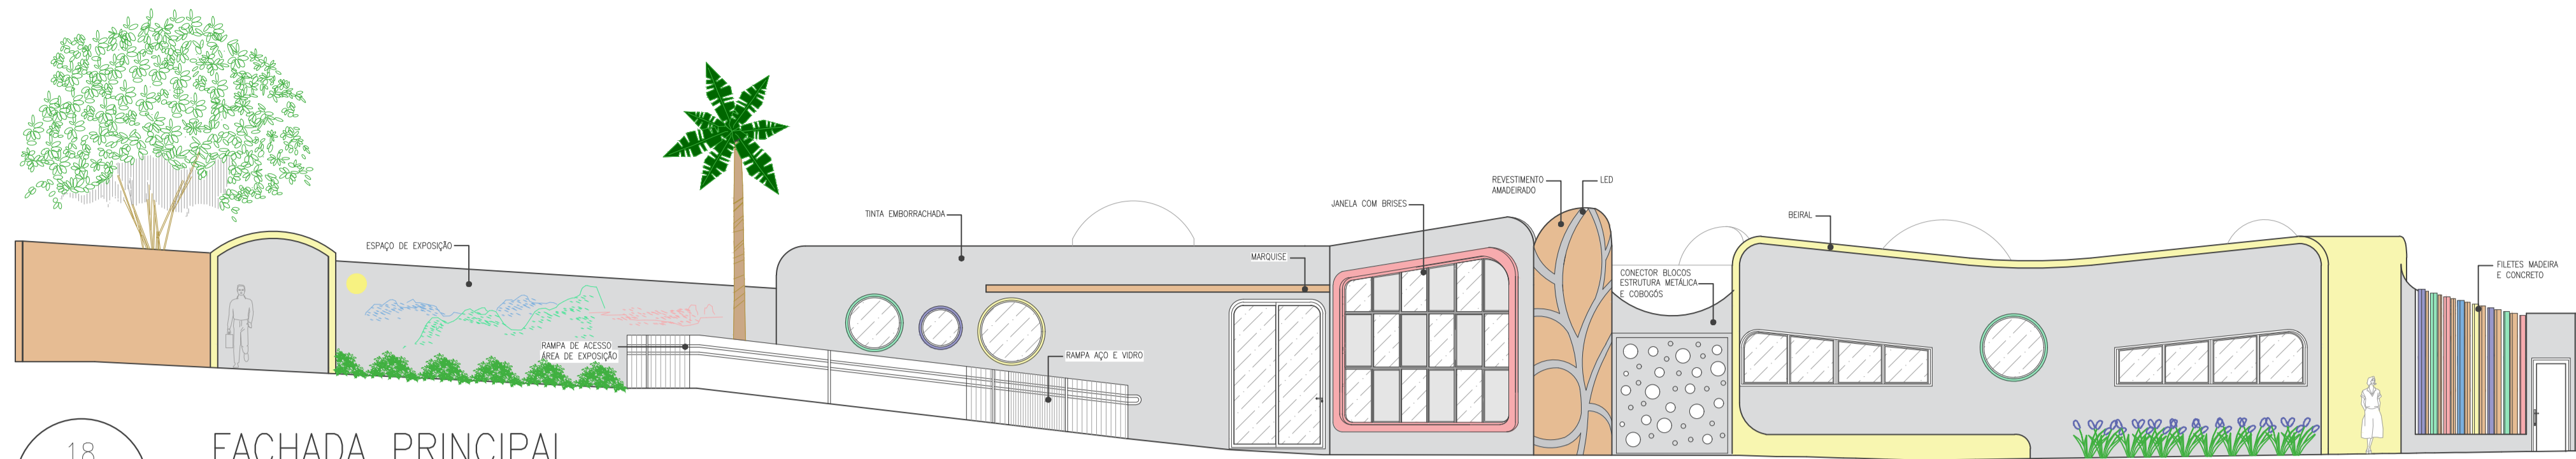 ESPAÇO DE EXPOSIÇÃO
RAMPA DE ACESSO
ÁREA DE EXPOSIÇÃO
TINTA EMBORRACHADA
RAMPA AÇO E VIDRO
MARQUISE
JANELA COM BRISES
REVESTIMENTO
AMADEIRADO
LED
CONECTOR BLOCOS
ESTRUTURA METÁLICA
E COBOGÓS
BEIRAL
FILETES MADEIRA
E CONCRETO
18
FACHADA PRINCIPAL